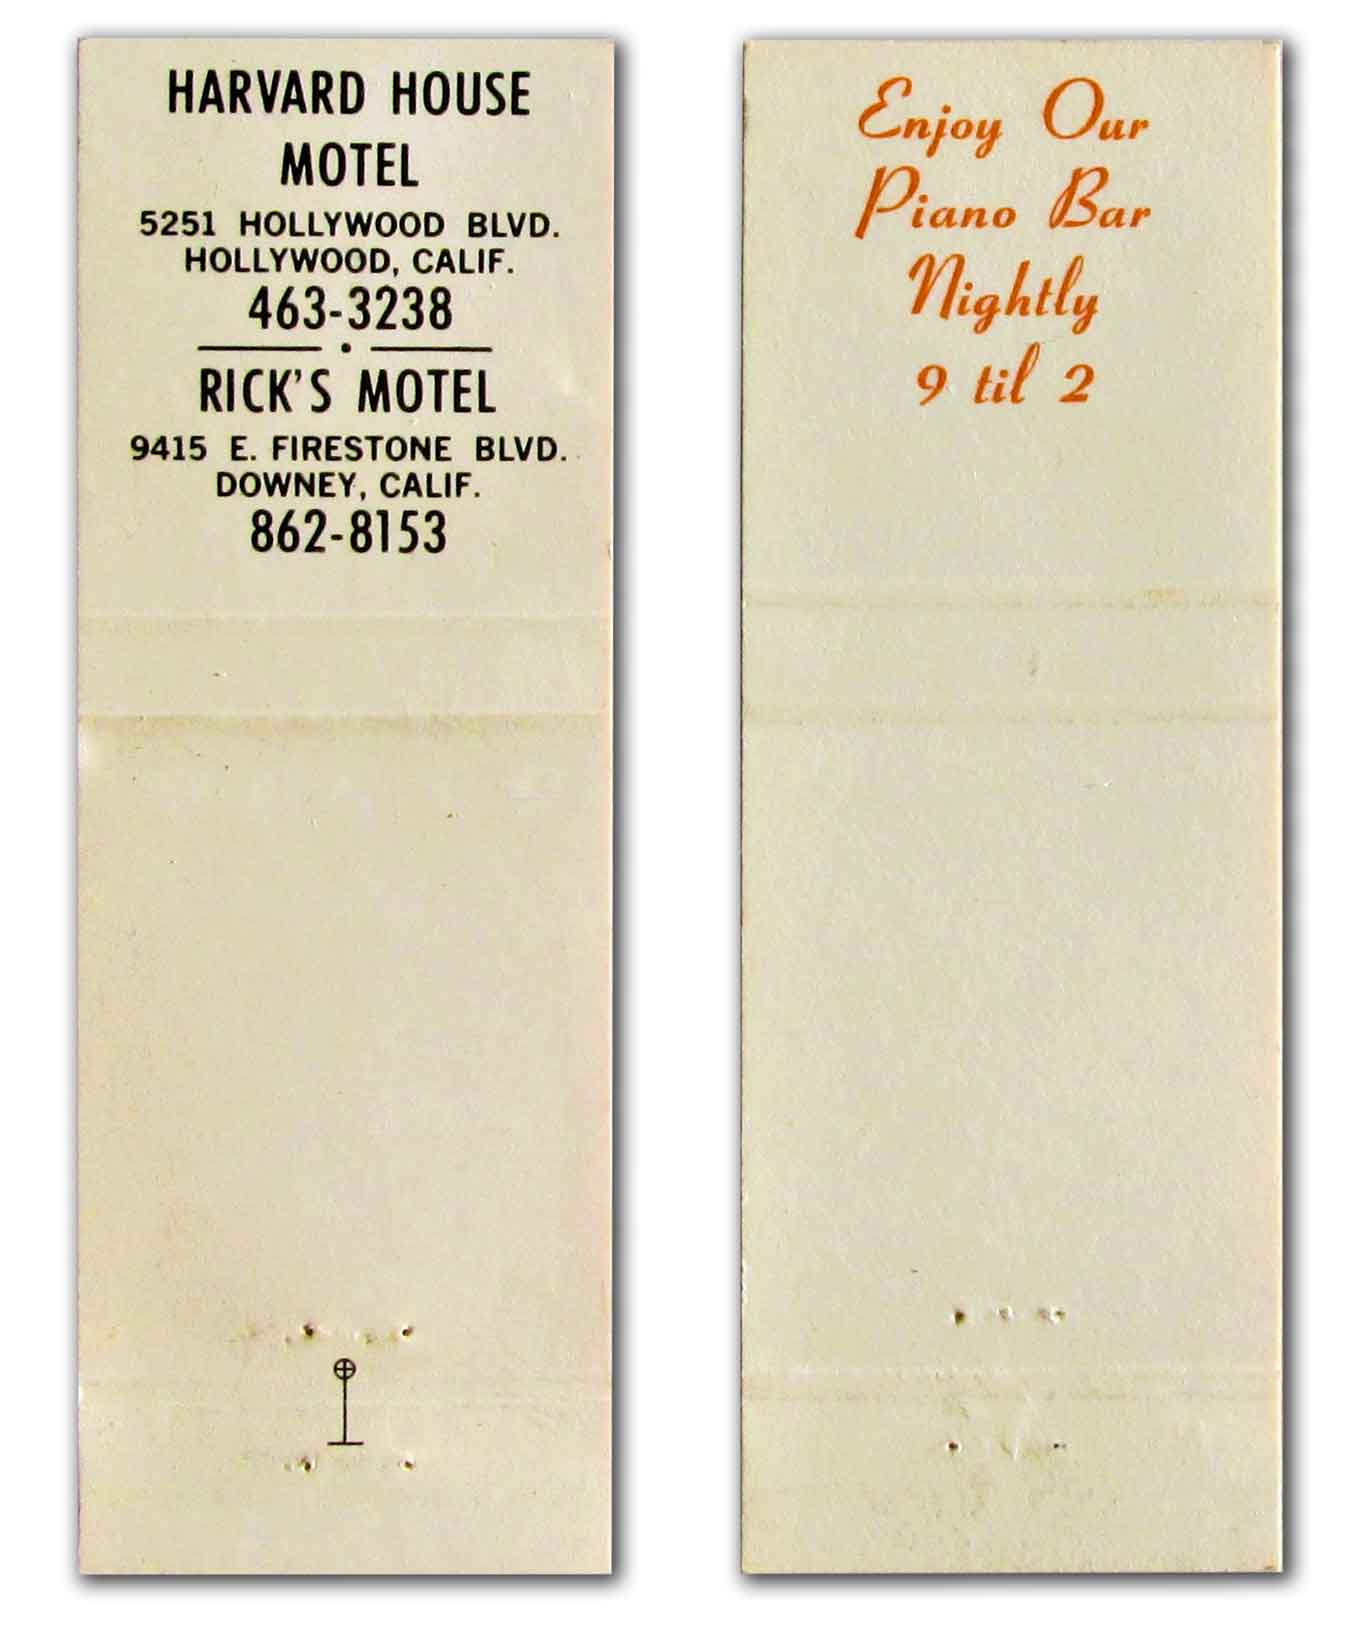 HARVARD HOUSE
MOTEL
5251 HOLLYWOOD BLVD.
HOLLYWOOD, CALIF.
463-3238
RICK'S MOTEL
9415 E. FIRESTONE BLVD.
DOWNEY, CALIF.
862-8153
Enjoy Our
Piano Bar
Nightly
9 til 2